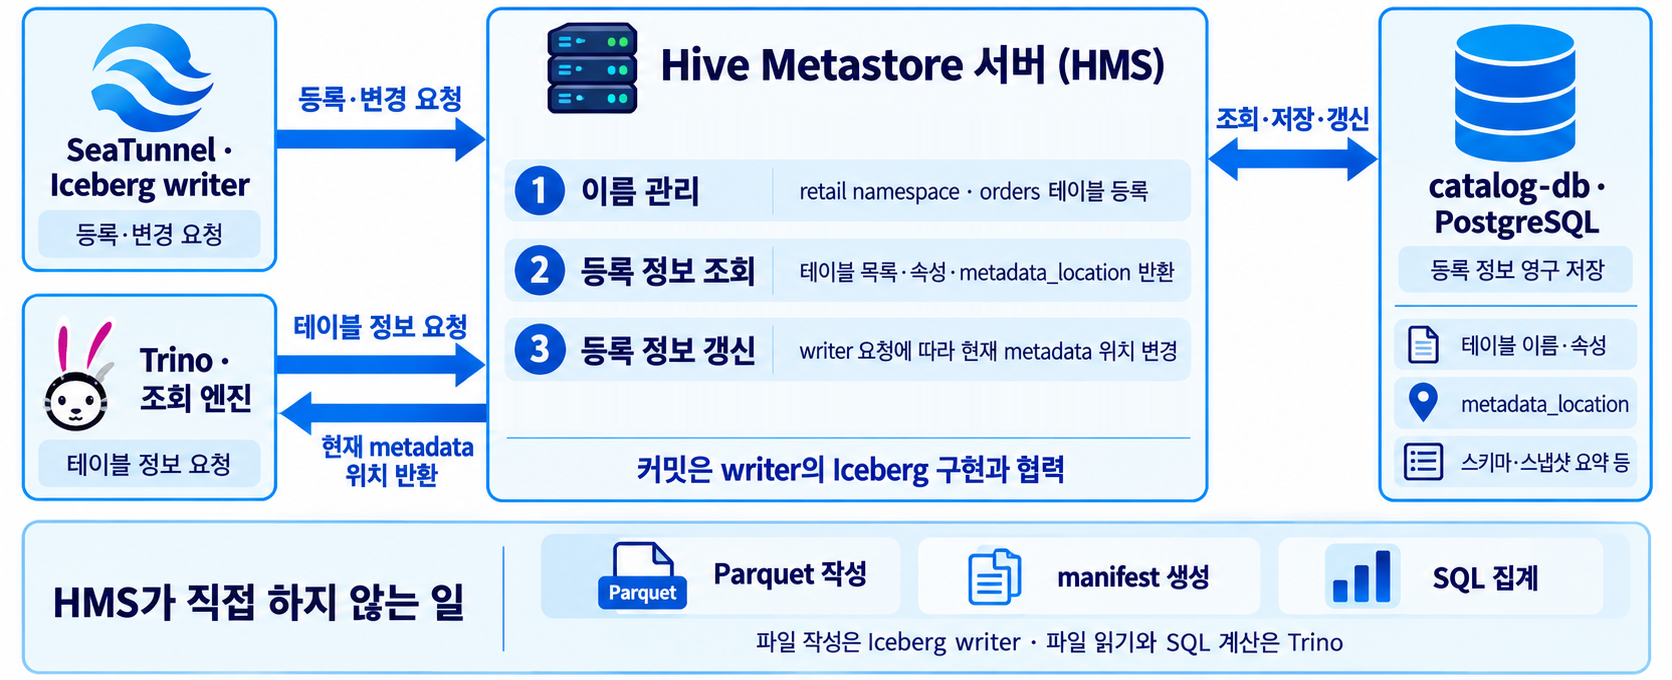 SeaTunnel ·
Iceberg writer
등록·변경 요청
등록·변경 요청
Trino ·
조회 엔진
테이블 정보 요청
테이블 정보 요청
현재 metadata
위치 반환
Hive Metastore 서버 (HMS)
1 이름 관리 retail namespace · orders 테이블 등록
2 등록 정보 조회 테이블 목록·속성·metadata_location 반환
3 등록 정보 갱신 writer 요청에 따라 현재 metadata 위치 변경
커밋은 writer의 Iceberg 구현과 협력
조회·저장·갱신
catalog-db ·
PostgreSQL
등록 정보 영구 저장
테이블 이름·속성
metadata_location
스키마·스냅샷 요약 등
HMS가 직접 하지 않는 일
Parquet
Parquet 작성
manifest 생성
SQL 집계
파일 작성은 Iceberg writer · 파일 읽기와 SQL 계산은 Trino